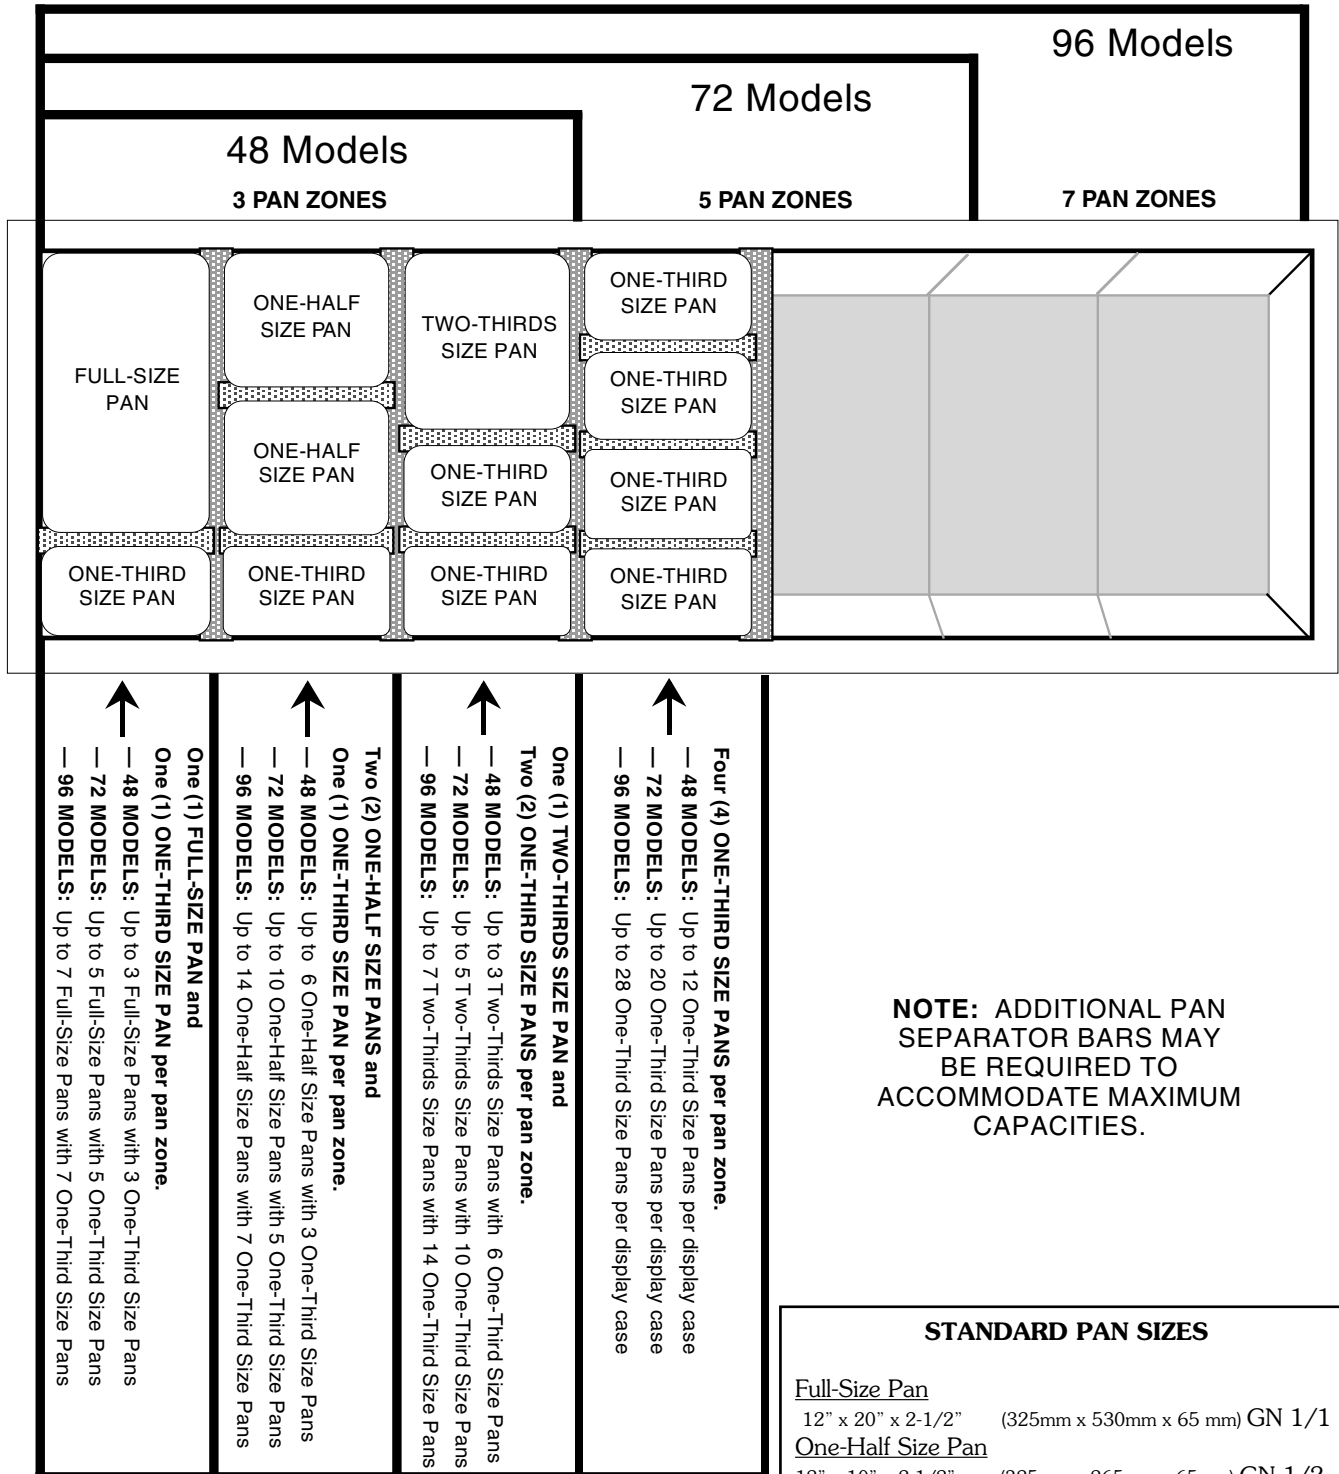 96 Models
72 Models
48 Models
3 PAN ZONES
5 PAN ZONES
7 PAN ZONES
FULL-SIZE
PAN
ONE-THIRD
SIZE PAN
ONE-HALF
SIZE PAN
ONE-HALF
SIZE PAN
ONE-THIRD
SIZE PAN
TWO-THIRDS
SIZE PAN
ONE-THIRD
SIZE PAN
ONE-THIRD
SIZE PAN
ONE-THIRD
SIZE PAN
ONE-THIRD
SIZE PAN
ONE-THIRD
SIZE PAN
ONE-THIRD
SIZE PAN
One (1) FULL-SIZE PAN and
One (1) ONE-THIRD SIZE PAN per pan zone.
— 48 MODELS: Up to 3 Full-Size Pans with 3 One-Third Size Pans
— 72 MODELS: Up to 5 Full-Size Pans with 5 One-Third Size Pans
— 96 MODELS: Up to 7 Full-Size Pans with 7 One-Third Size Pans
Two (2) ONE-HALF SIZE PANS and
One (1) ONE-THIRD SIZE PAN per pan zone.
— 48 MODELS: Up to 6 One-Half Size Pans with 3 One-Third Size Pans
— 72 MODELS: Up to 10 One-Half Size Pans with 5 One-Third Size Pans
— 96 MODELS: Up to 14 One-Half Size Pans with 7 One-Third Size Pans
One (1) TWO-THIRDS SIZE PAN and
Two (2) ONE-THIRD SIZE PANS per pan zone.
— 48 MODELS: Up to 3 Two-Thirds Size Pans with 6 One-Third Size Pans
— 72 MODELS: Up to 5 Two-Thirds Size Pans with 10 One-Third Size Pans
— 96 MODELS: Up to 7 Two-Thirds Size Pans with 14 One-Third Size Pans
Four (4) ONE-THIRD SIZE PANS per pan zone.
— 48 MODELS: Up to 12 One-Third Size Pans per display case
— 72 MODELS: Up to 20 One-Third Size Pans per display case
— 96 MODELS: Up to 28 One-Third Size Pans per display case
NOTE: ADDITIONAL PAN
SEPARATOR BARS MAY
BE REQUIRED TO
ACCOMMODATE MAXIMUM
CAPACITIES.
STANDARD PAN SIZES
Full-Size Pan
12” x 20” x 2-1/2” (325mm x 530mm x 65 mm) GN 1/1
One-Half Size Pan